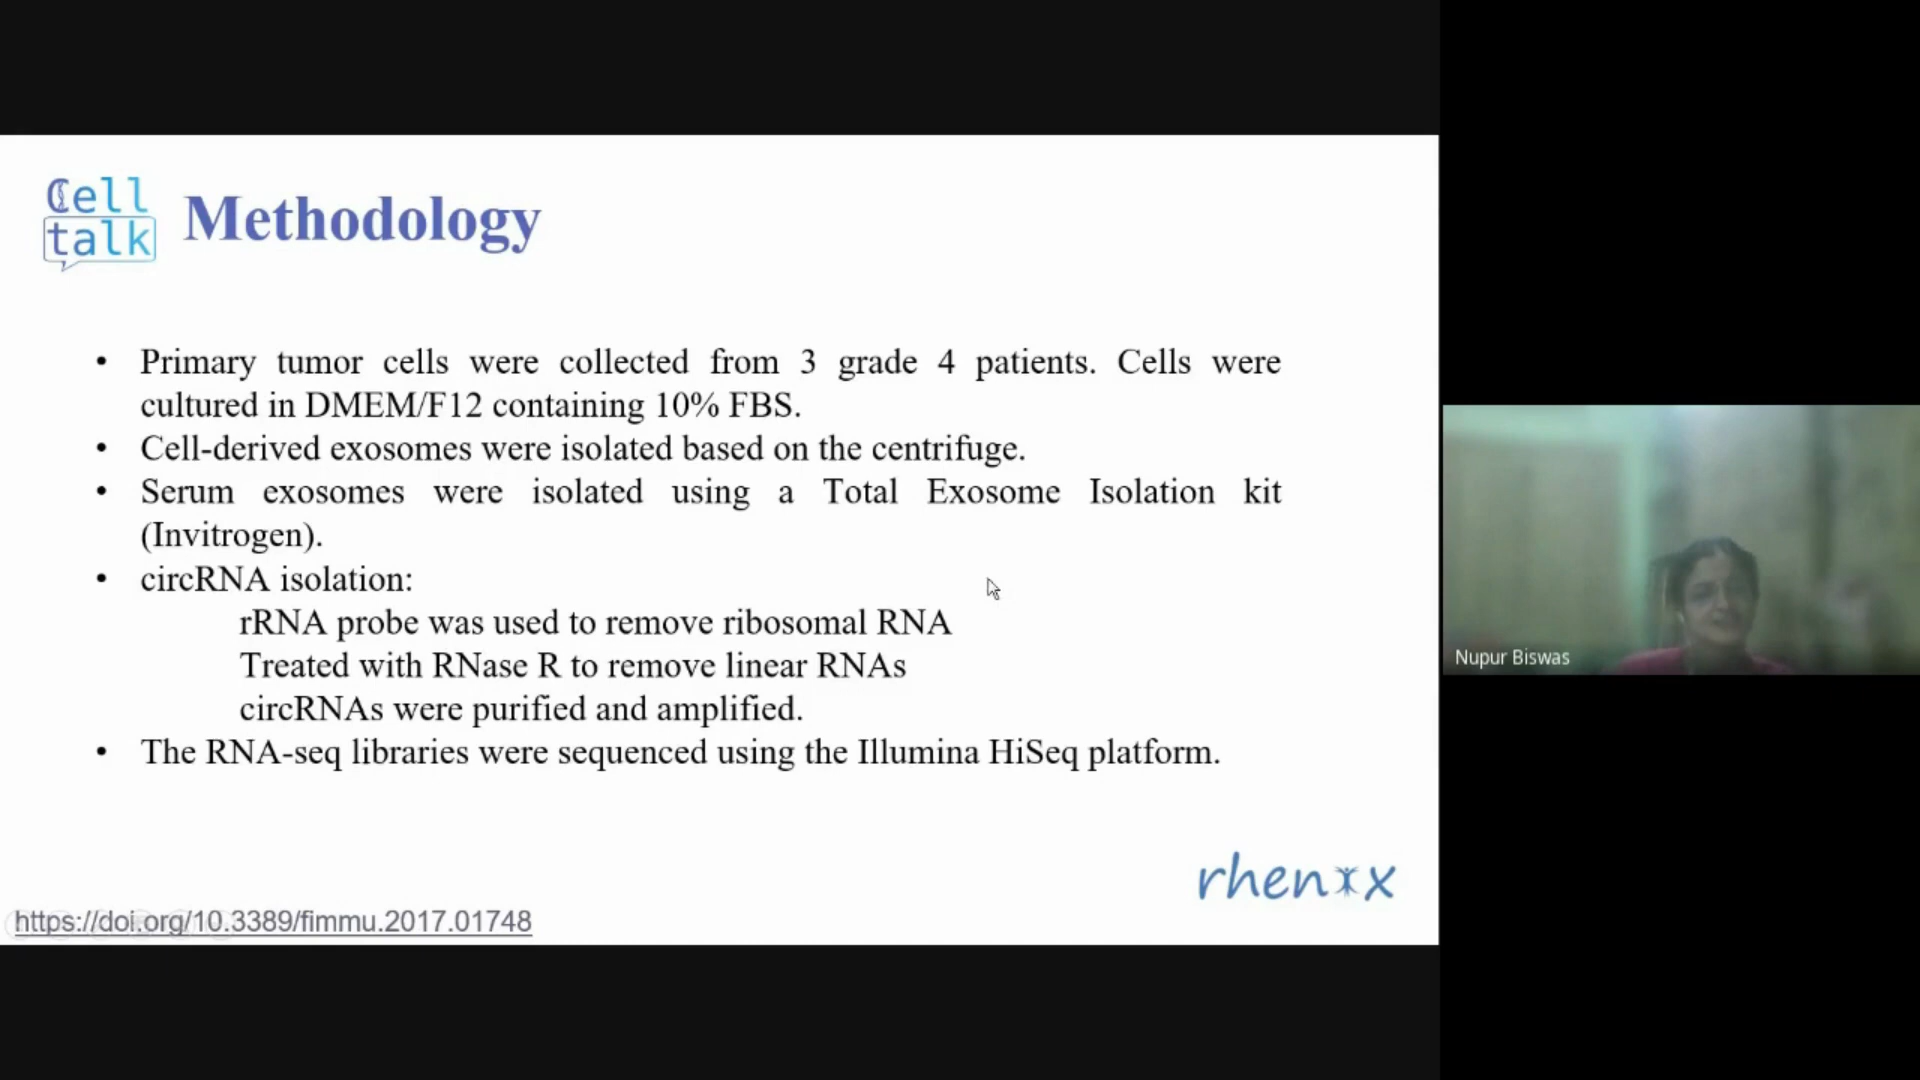 Cell
talk
Methodology
• Primary tumor cells were collected from 3 grade 4 patients. Cells were
cultured in DMEM/F12 containing 10% FBS.
• Cell-derived exosomes were isolated based on the centrifuge.
• Serum exosomes were isolated using a Total Exosome Isolation kit
(Invitrogen).
• circRNA isolation:
rRNA probe was used to remove ribosomal RNA
Treated with RNase R to remove linear RNAs
circRNAs were purified and amplified.
• The RNA-seq libraries were sequenced using the Illumina HiSeq platform.
rhenix
https://doi.org/10.3389/fimmu.2017.01748
Nupur Biswas